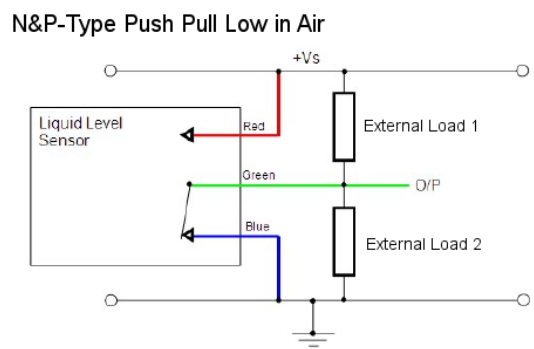 N&P-Type Push Pull Low in Air
+Vs
Liquid Level
Sensor
Red
External Load 1
Green
O/P
Blue
External Load 2